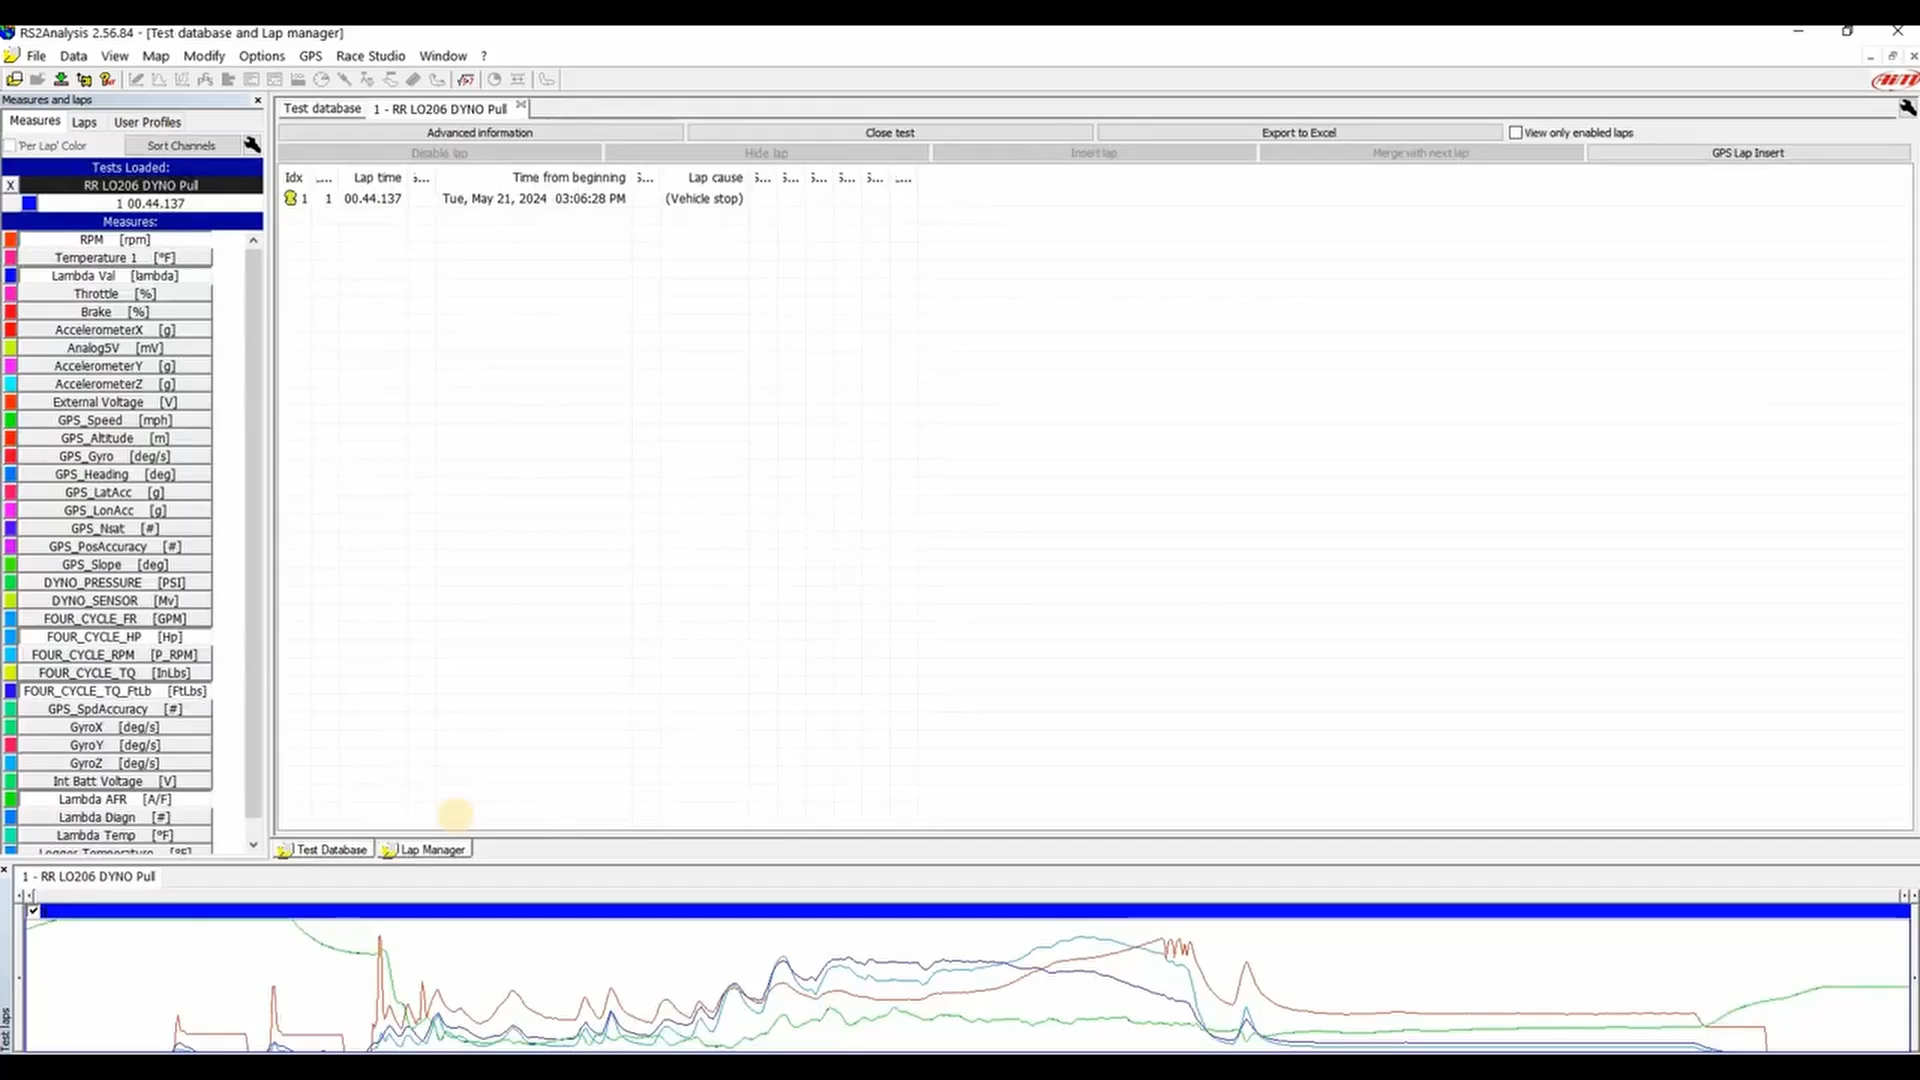 RS2Analysis 2.56.84 - [Test database and Lap manager]
File Data View Map Modify Options GPS Race Studio Window ?
AiM
Measures and laps
Measures Laps User Profiles
'Per Lap' Color Sort Channels
Tests Loaded:
X RR LO206 DYNO Pull
1 00.44.137
Measures:
RPM [rpm]
Temperature 1 [°F]
Lambda Val [lambda]
Throttle [%]
Brake [%]
AccelerometerX [g]
Analog5V [mV]
AccelerometerY [g]
AccelerometerZ [g]
External Voltage [V]
GPS_Speed [mph]
GPS_Altitude [m]
GPS_Gyro [deg/s]
GPS_Heading [deg]
GPS_LatAcc [g]
GPS_LonAcc [g]
GPS_Nsat [#]
GPS_PosAccuracy [#]
GPS_Slope [deg]
DYNO_PRESSURE [PSI]
DYNO_SENSOR [Mv]
FOUR_CYCLE_FR [GPM]
FOUR_CYCLE_HP [Hp]
FOUR_CYCLE_RPM [P_RPM]
FOUR_CYCLE_TQ [InLbs]
FOUR_CYCLE_TQ_FtLb [FtLbs]
GPS_SpdAccuracy [#]
GyroX [deg/s]
GyroY [deg/s]
GyroZ [deg/s]
Int Batt Voltage [V]
Lambda AFR [A/F]
Lambda Diagn [#]
Lambda Temp [°F]
Logger Temperature [°F]
Test database 1 - RR LO206 DYNO Pull
Advanced information Close test Export to Excel View only enabled laps
Disable lap Hide lap Insert lap Merge with next lap GPS Lap Insert
Idx .... Lap time S... Time from beginning S... Lap cause S... S... S... S... S... ....
1 1 00.44.137 Tue, May 21, 2024 03:06:28 PM (Vehicle stop)
Test Database Lap Manager
1 - RR LO206 DYNO Pull
Test laps